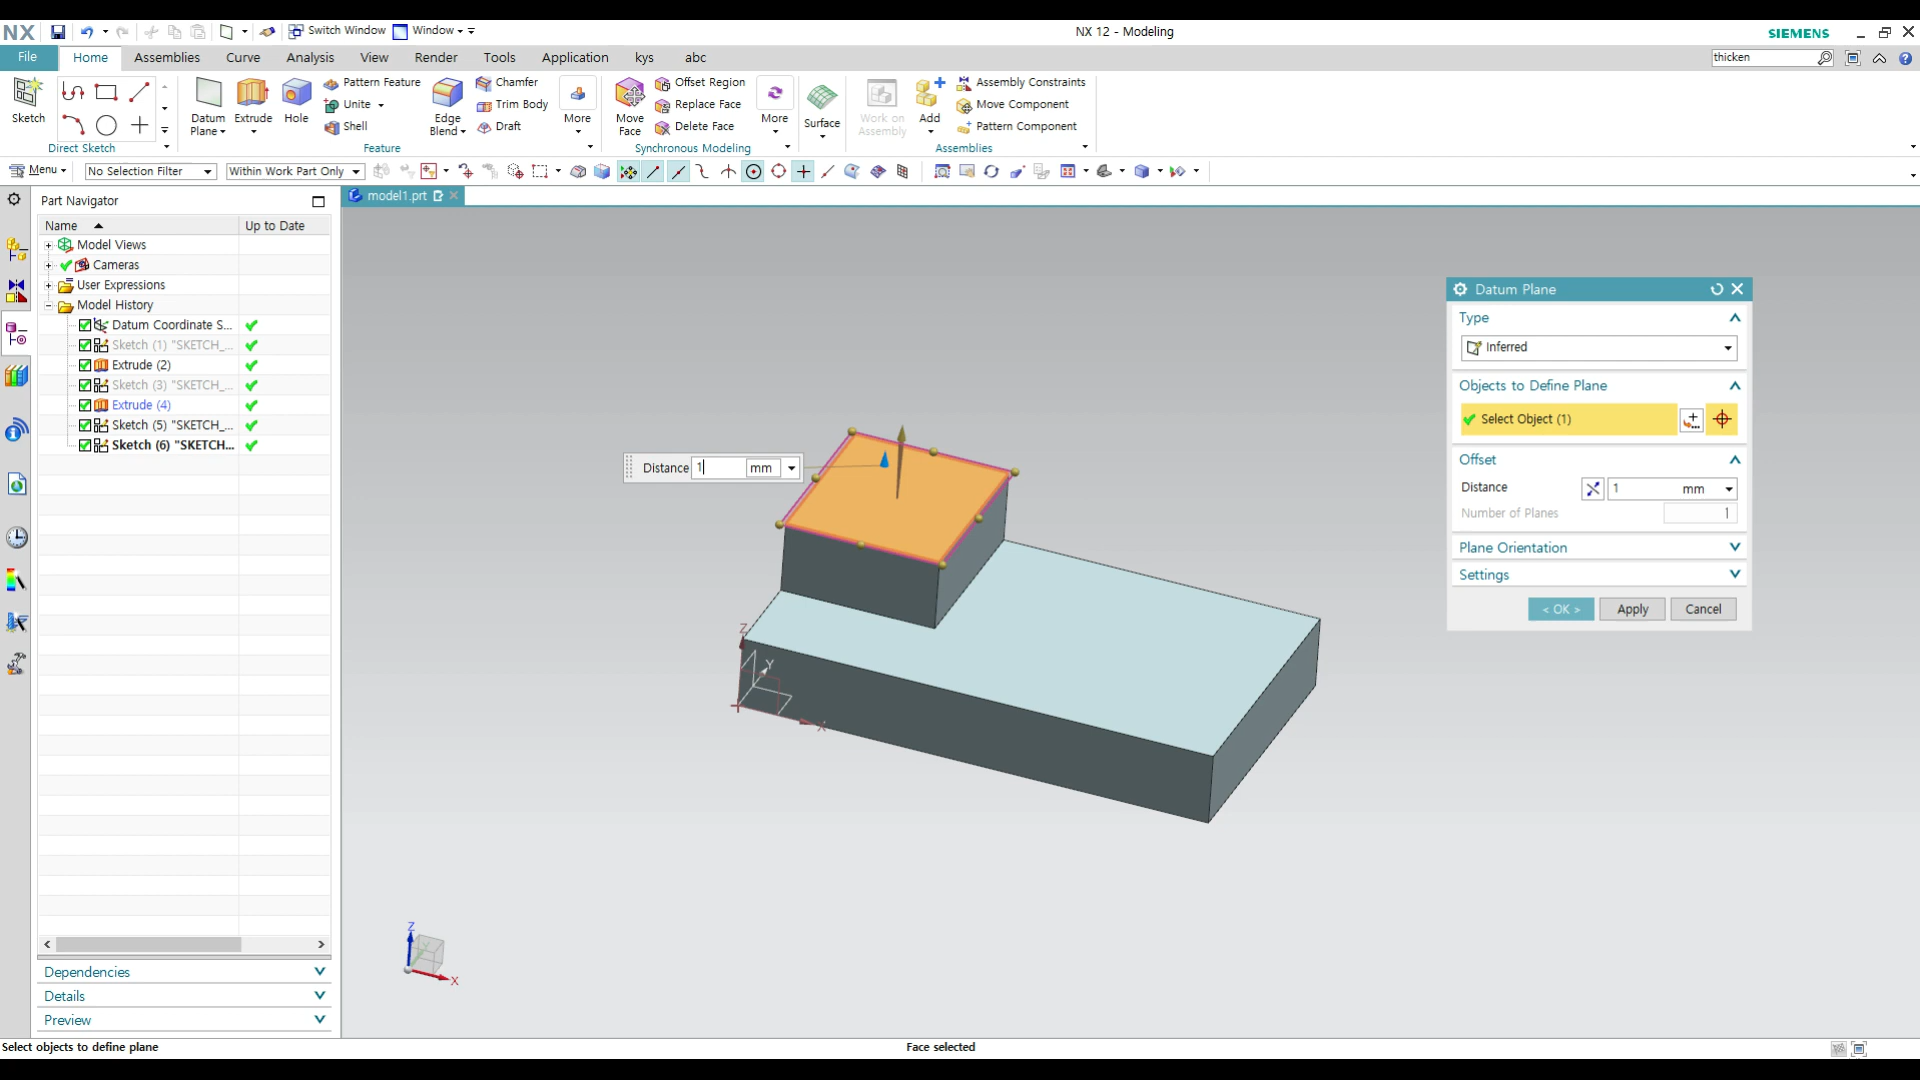 NX Switch Window Window NX 12 - Modeling SIEMENS
File Home Assemblies Curve Analysis View Render Tools Application kys abc thicken
Sketch
Direct Sketch
Datum Plane
Extrude
Hole
Pattern Feature
Unite
Shell
Edge Blend
Chamfer
Trim Body
Draft
More
Feature
Move Face
Offset Region
Replace Face
Delete Face
More
Synchronous Modeling
Surface
Work on Assembly
Add
Assembly Constraints
Move Component
Pattern Component
Assemblies
Menu No Selection Filter Within Work Part Only
Part Navigator
model1.prt
Name Up to Date
Model Views
Cameras
User Expressions
Model History
Datum Coordinate S...
Sketch (1) "SKETCH_...
Extrude (2)
Sketch (3) "SKETCH_...
Extrude (4)
Sketch (5) "SKETCH_...
Sketch (6) "SKETCH...
Dependencies
Details
Preview
Distance 1 mm
Z
Y
X
Z
Y
X
Datum Plane
Type
Inferred
Objects to Define Plane
Select Object (1)
Offset
Distance 1 mm
Number of Planes 1
Plane Orientation
Settings
< OK > Apply Cancel
Select objects to define plane Face selected